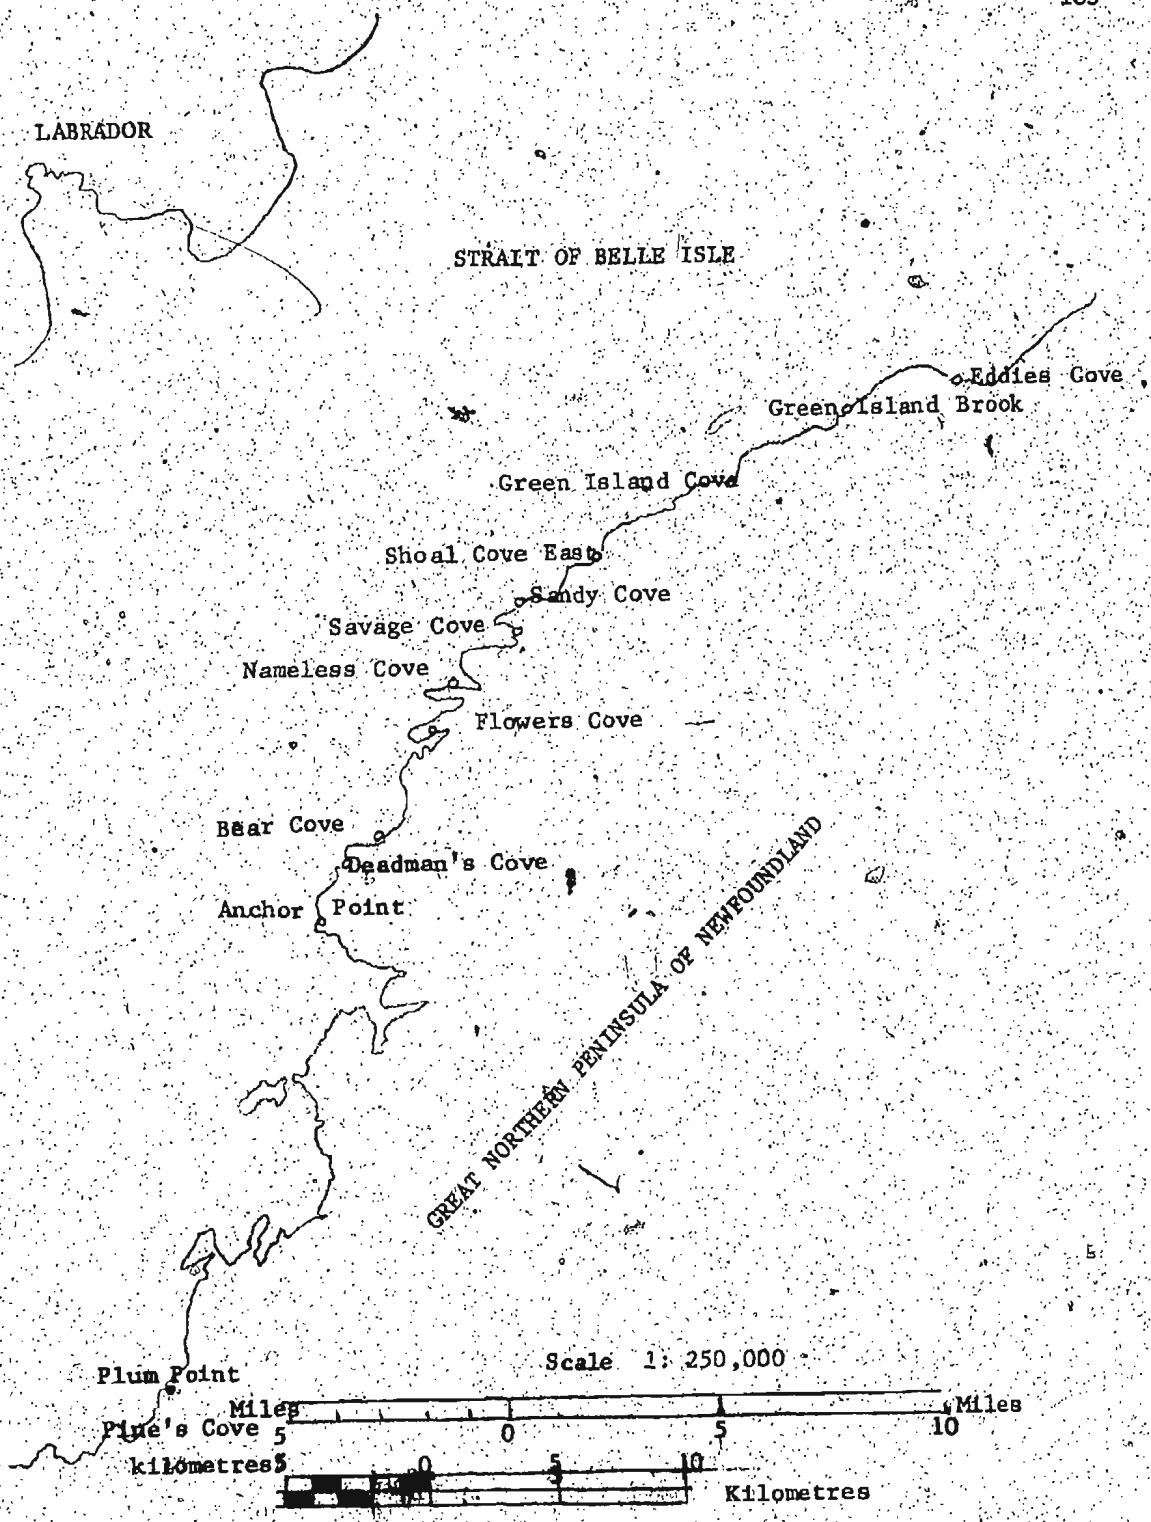 LABRADOR
STRAIT OF BELLE ISLE
Eddies Cove
Green Island Brook
Green Island Cove
Shoal Cove East
Sandy Cove
Savage Cove
Nameless Cove
Flowers Cove
Bear Cove
Deadman's Cove
Anchor Point
GREAT NORTHERN PENINSULA OF NEWFOUNDLAND
Plum Point
Scale 1: 250,000
Miles Miles
Pine's Cove
5 0 5 10
kilometres 5 0 5 10
Kilometres